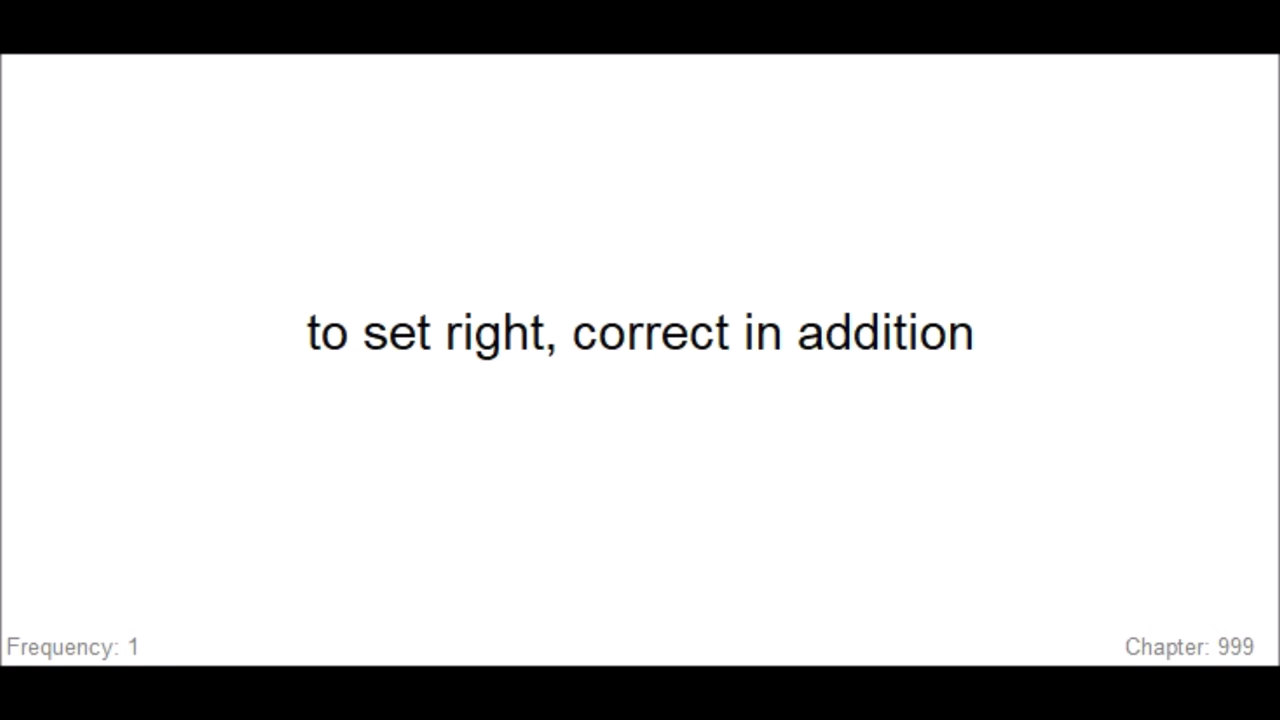 to set right, correct in addition
Frequency: 1
Chapter: 999